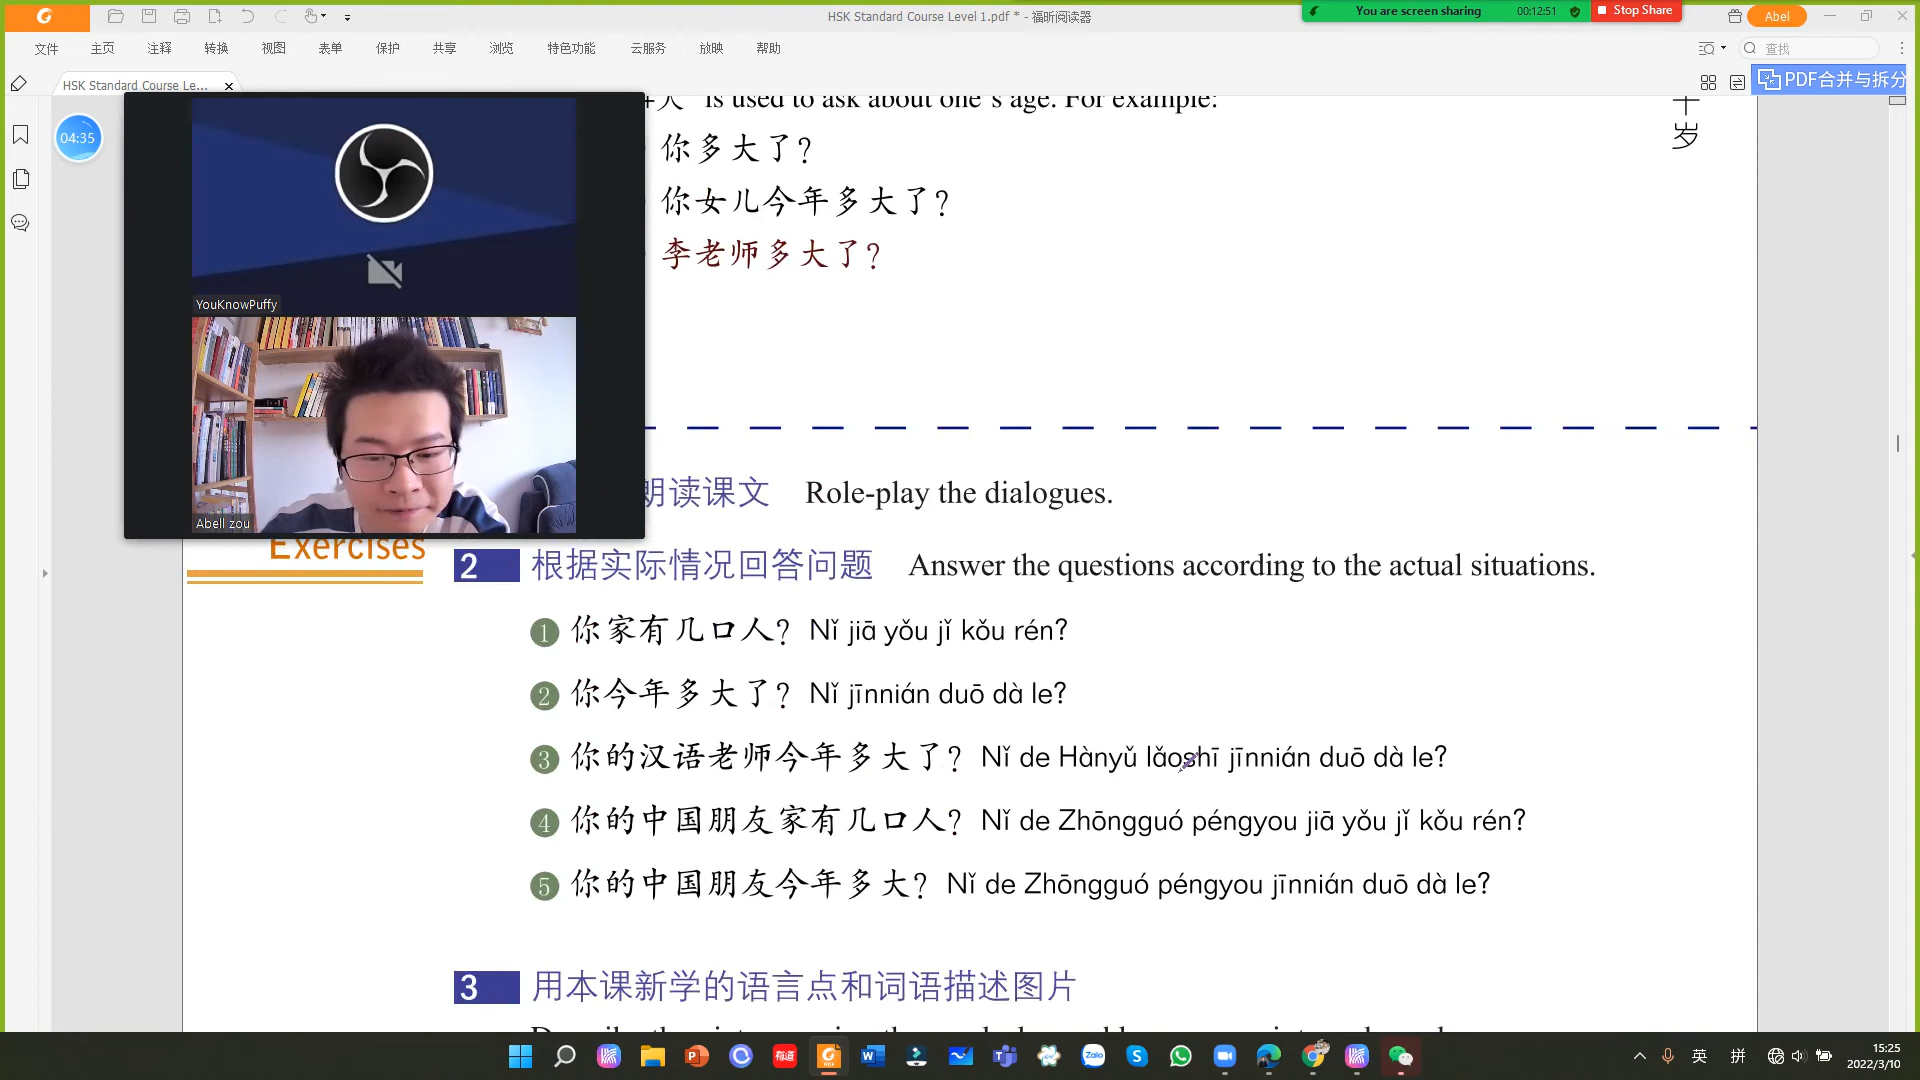 HSK Standard Course Level 1.pdf * - 福昕阅读器
You are screen sharing
00:12:51
Stop Share
Abel
文件 主页 注释 转换 视图 表单 保护 共享 浏览 特色功能 云服务 放映 帮助
查找
HSK Standard Course Le...
PDF合并与拆分
04:35
is used to ask about one's age. For example:
你多大了?
你女儿今年多大了?
李老师多大了?
十岁
YouKnowPuffy
Abell zou
朗读课文 Role-play the dialogues.
Exercises
2 根据实际情况回答问题 Answer the questions according to the actual situations.
1 你家有几口人? Nǐ jiā yǒu jǐ kǒu rén?
2 你今年多大了? Nǐ jīnnián duō dà le?
3 你的汉语老师今年多大了? Nǐ de Hànyǔ lǎoshī jīnnián duō dà le?
4 你的中国朋友家有几口人? Nǐ de Zhōngguó péngyou jiā yǒu jǐ kǒu rén?
5 你的中国朋友今年多大? Nǐ de Zhōngguó péngyou jīnnián duō dà le?
3 用本课新学的语言点和词语描述图片
有道
Zalo
英
拼
15:25
2022/3/10